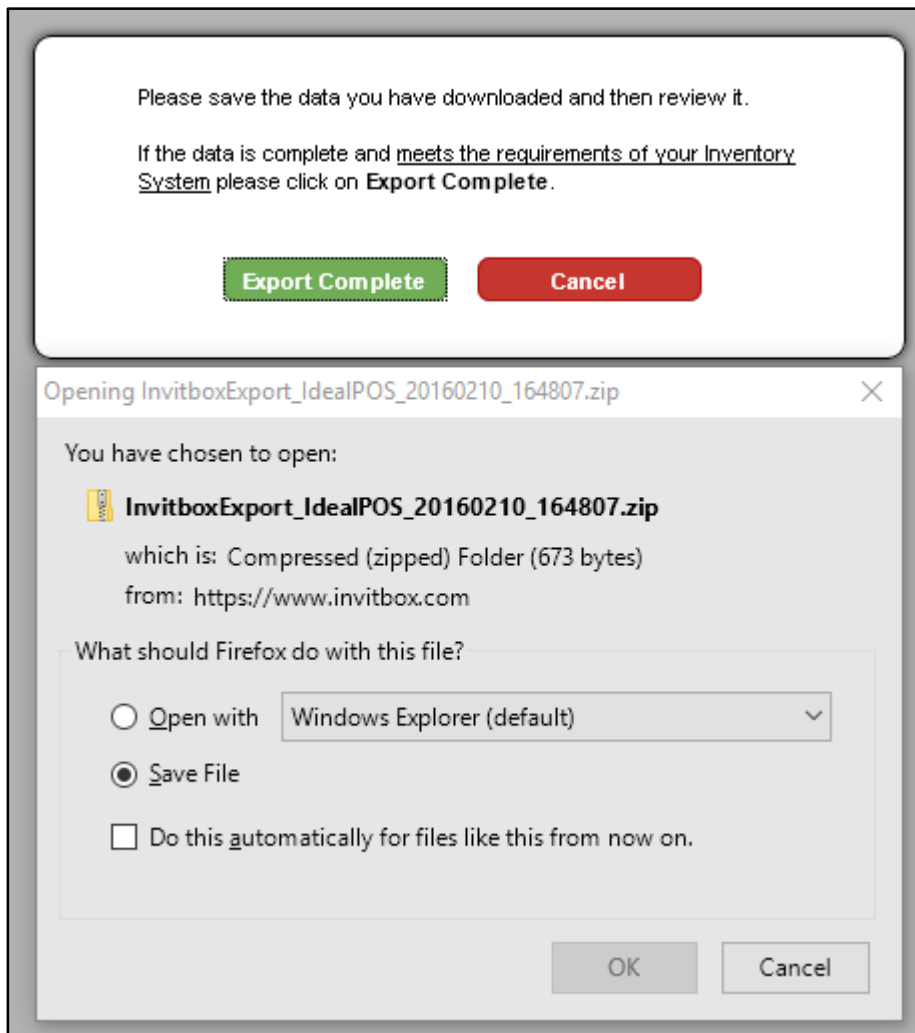 Please save the data you have downloaded and then review it.
If the data is complete and meets the requirements of your Inventory
System please click on Export Complete.
Export Complete
Cancel
Opening InvitboxExport_IdealPOS_20160210_164807.zip
You have chosen to open:
InvitboxExport_IdealPOS_20160210_164807.zip
which is: Compressed (zipped) Folder (673 bytes)
from: https://www.invitbox.com
What should Firefox do with this file?
Open with
Windows Explorer (default)
Save File
Do this automatically for files like this from now on.
OK
Cancel